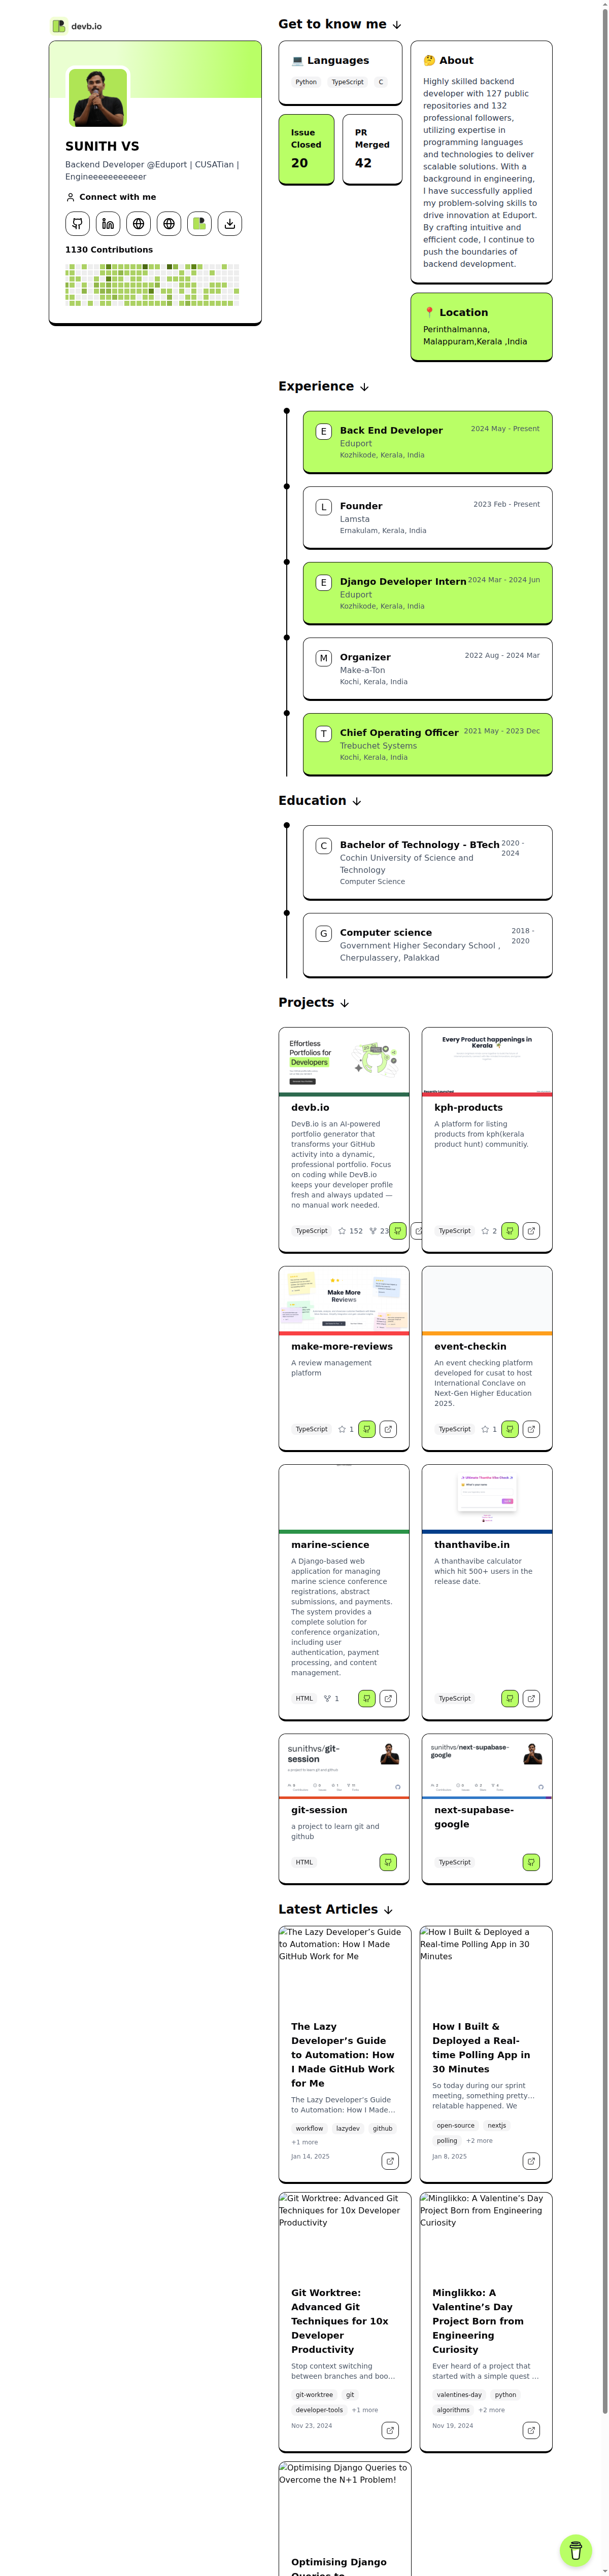 devb.io
SUNITH VS
Backend Developer @Eduport | CUSATian |
Engineeeeeeeeeeer
Connect with me
1130 Contributions
Get to know me
💻 Languages
Python TypeScript C
Issue
Closed
20
PR
Merged
42
🤔 About
Highly skilled backend
developer with 127 public
repositories and 132
professional followers,
utilizing expertise in
programming languages
and technologies to deliver
scalable solutions. With a
background in engineering,
I have successfully applied
my problem-solving skills to
drive innovation at Eduport.
By crafting intuitive and
efficient code, I continue to
push the boundaries of
backend development.
📍 Location
Perinthalmanna,
Malappuram,Kerala ,India
Experience
E
Back End Developer
2024 May - Present
Eduport
Kozhikode, Kerala, India
L
Founder
2023 Feb - Present
Lamsta
Ernakulam, Kerala, India
E
Django Developer Intern
2024 Mar - 2024 Jun
Eduport
Kozhikode, Kerala, India
M
Organizer
2022 Aug - 2024 Mar
Make-a-Ton
Kochi, Kerala, India
T
Chief Operating Officer
2021 May - 2023 Dec
Trebuchet Systems
Kochi, Kerala, India
Education
C
Bachelor of Technology - BTech
2020 -
2024
Cochin University of Science and
Technology
Computer Science
G
Computer science
2018 -
2020
Government Higher Secondary School ,
Cherpulassery, Palakkad
Projects
Effortless
Portfolios for
Developers
devb.io
DevB.io is an AI-powered
portfolio generator that
transforms your GitHub
activity into a dynamic,
professional portfolio. Focus
on coding while DevB.io
keeps your developer profile
fresh and always updated —
no manual work needed.
TypeScript 152 23
Every Product happenings in
Kerala 🌴
Recently Launched
kph-products
A platform for listing
products from kph(kerala
product hunt) communitiy.
TypeScript 2
Make More
Reviews
make-more-reviews
A review management
platform
TypeScript 1
event-checkin
An event checking platform
developed for cusat to host
International Conclave on
Next-Gen Higher Education
2025.
TypeScript 1
marine-science
A Django-based web
application for managing
marine science conference
registrations, abstract
submissions, and payments.
The system provides a
complete solution for
conference organization,
including user
authentication, payment
processing, and content
management.
HTML 1
thanthavibe.in
A thanthavibe calculator
which hit 500+ users in the
release date.
TypeScript
sunithvs/git-
session
a project to learn git and github
git-session
a project to learn git and
github
HTML
sunithvs/next-supabase-
google
next-supabase-
google
TypeScript
Latest Articles
The Lazy Developer's Guide
to Automation: How I Made
GitHub Work for Me
The Lazy
Developer's Guide
to Automation: How
I Made GitHub Work
for Me
The Lazy Developer's Guide
to Automation: How I Made…
workflow lazydev github
+1 more
Jan 14, 2025
How I Built & Deployed a
Real-time Polling App in 30
Minutes
How I Built &
Deployed a Real-
time Polling App in
30 Minutes
So today during our sprint
meeting, something pretty…
relatable happened. We
open-source nextjs
polling +2 more
Jan 8, 2025
Git Worktree: Advanced Git
Techniques for 10x Developer
Productivity
Git Worktree:
Advanced Git
Techniques for 10x
Developer
Productivity
Stop context switching
between branches and boo…
git-worktree git
developer-tools +1 more
Nov 23, 2024
Minglikko: A Valentine's Day
Project Born from Engineering
Curiosity
Minglikko: A
Valentine's Day
Project Born from
Engineering
Curiosity
Ever heard of a project that
started with a simple quest …
valentines-day python
algorithms +2 more
Nov 19, 2024
Optimising Django Queries to
Overcome the N+1 Problem!
Optimising Django
Queries to